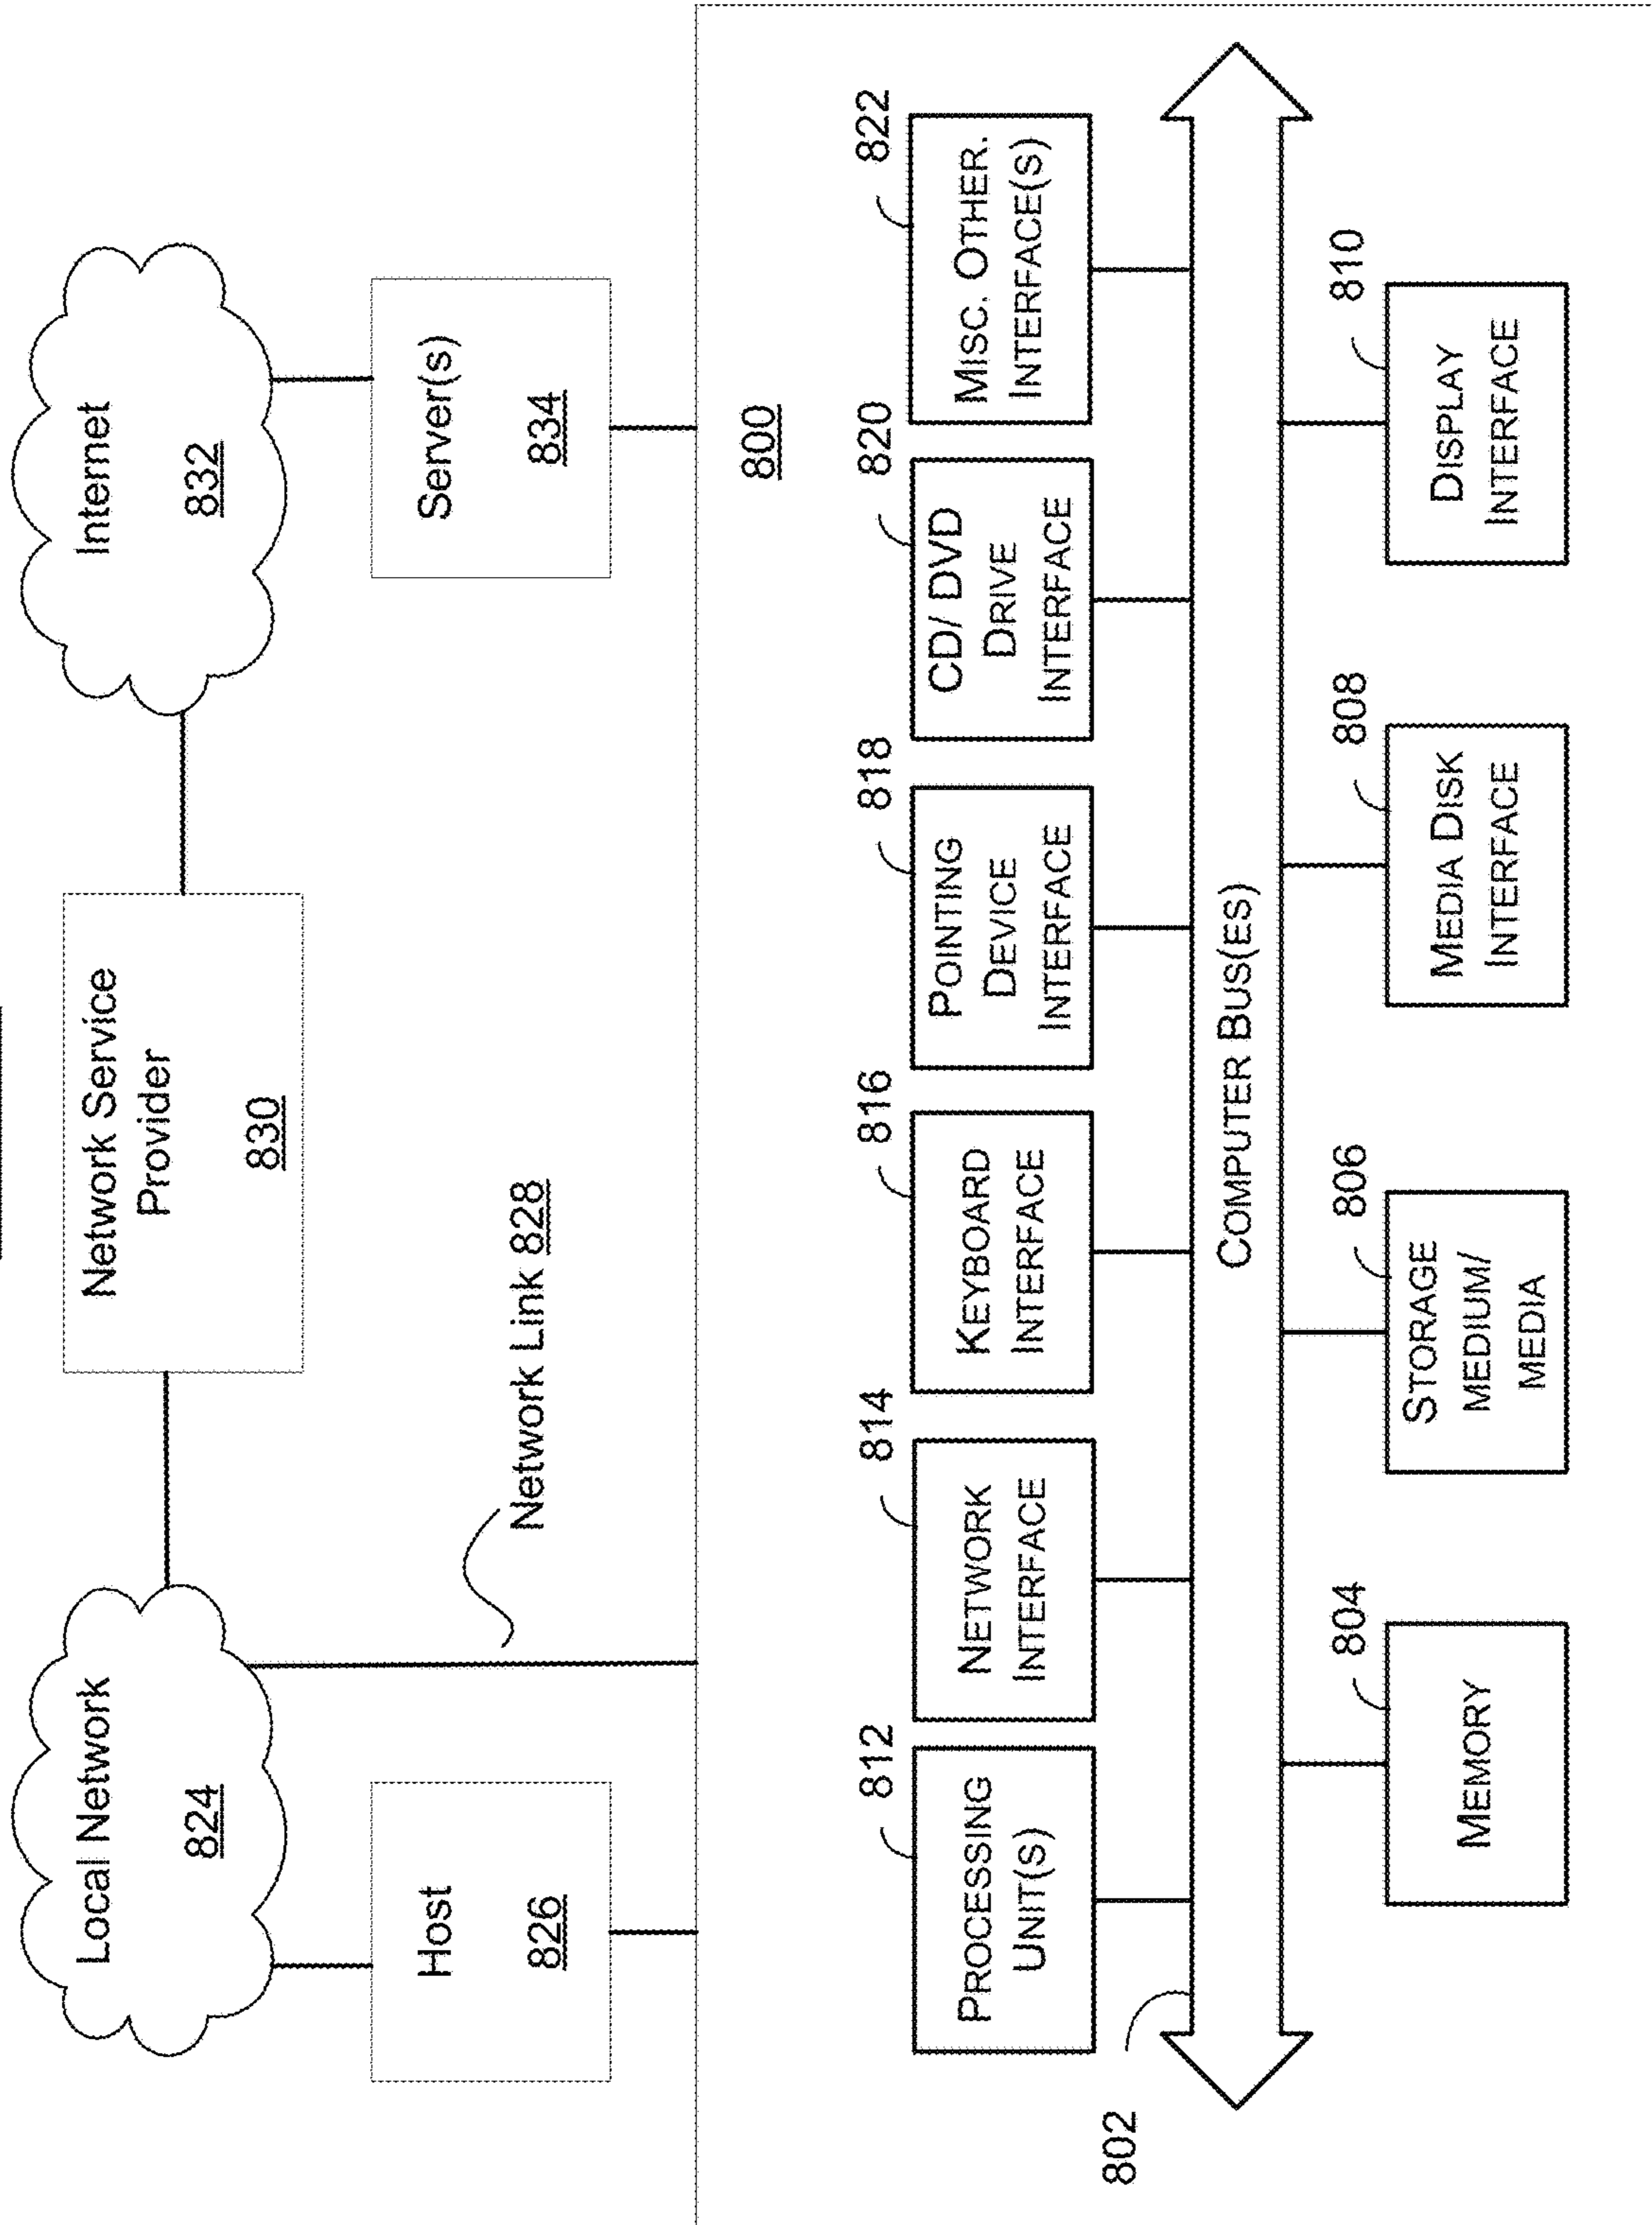 Local Network
824
Network Service
Provider
830
Internet
832
Host
826
Network Link 828
Server(s)
834
800
812
PROCESSING
UNIT(S)
814
NETWORK
INTERFACE
816
KEYBOARD
INTERFACE
818
POINTING
DEVICE
INTERFACE
820
CD/ DVD
DRIVE
INTERFACE
822
MISC. OTHER.
INTERFACE(S)
802
COMPUTER BUS(ES)
804
MEMORY
806
STORAGE
MEDIUM/
MEDIA
808
MEDIA DISK
INTERFACE
810
DISPLAY
INTERFACE